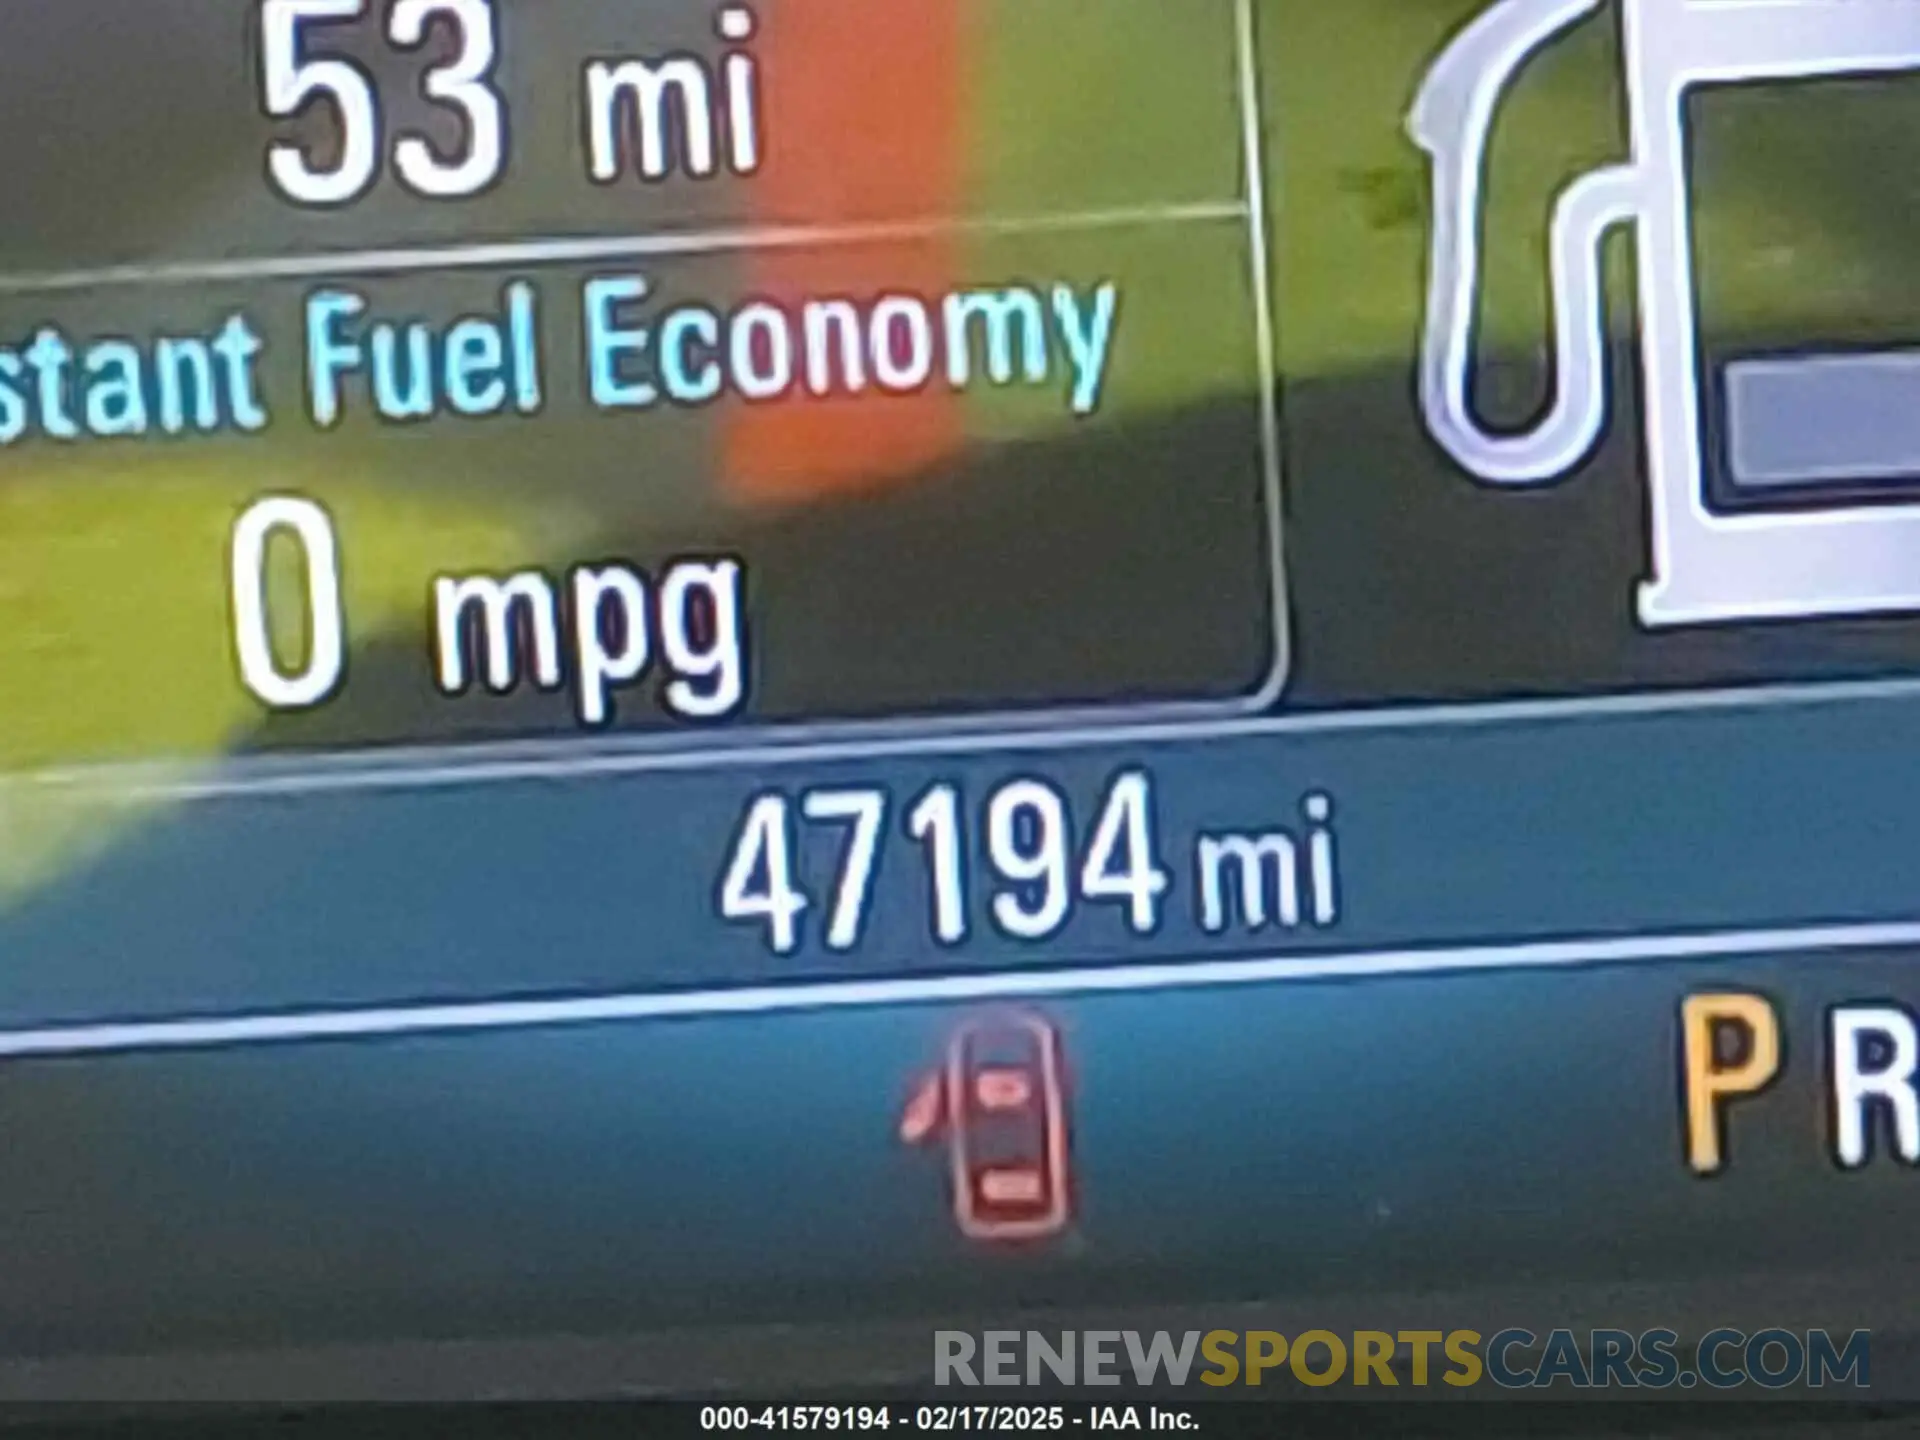 53 mi
stant Fuel Economy
0 mpg
47194 mi
P R
RENEWSPORTSCARS.COM
000-41579194 - 02/17/2025 - IAA Inc.